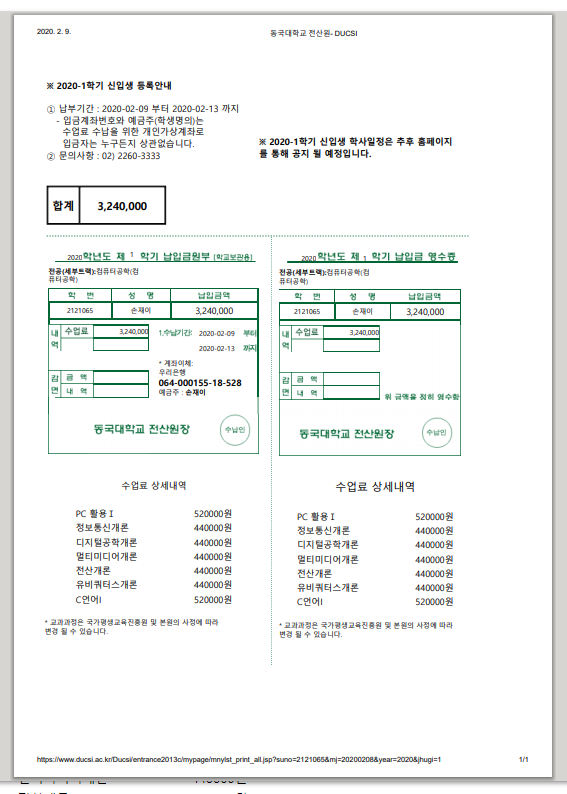 2020. 2. 9.
동국대학교 전산원- DUCSI
※ 2020-1학기 신입생 등록안내
① 납부기간 : 2020-02-09 부터 2020-02-13 까지
- 입금계좌번호와 예금주(학생명의)는
수업료 수납을 위한 개인가상계좌로
입금자는 누구든지 상관없습니다.
② 문의사항 : 02) 2260-3333
※ 2020-1학기 신입생 학사일정은 추후 홈페이지
를 통해 공지 될 예정입니다.
합계 3,240,000
2020 학년도 제 1 학기 납입금원부 (학교보관용)
전공(세부트랙):컴퓨터공학(컴
퓨터공학)
학 번 성 명 납입금액
2121065 손재이 3,240,000
내역 수업료 3,240,000
1.수납기간: 2020-02-09 부터
2020-02-13 까지
* 계좌이체:
우리은행
064-000155-18-528
예금주 : 손재이
감면 금 액
내 역
동국대학교 전산원장 수납인
수업료 상세내역
PC 활용 I 520000원
정보통신개론 440000원
디지털공학개론 440000원
멀티미디어개론 440000원
전산개론 440000원
유비쿼터스개론 440000원
C언어I 520000원
* 교과과정은 국가평생교육진흥원 및 본원의 사정에 따라
변경 될 수 있습니다.
2020 학년도 제 1 학기 납입금 영수증
전공(세부트랙):컴퓨터공학(컴
퓨터공학)
학 번 성 명 납입금액
2121065 손재이 3,240,000
내역 수업료 3,240,000
감면 금 액
내 역
위 금액을 정히 영수함
동국대학교 전산원장 수납인
수업료 상세내역
PC 활용 I 520000원
정보통신개론 440000원
디지털공학개론 440000원
멀티미디어개론 440000원
전산개론 440000원
유비쿼터스개론 440000원
C언어I 520000원
* 교과과정은 국가평생교육진흥원 및 본원의 사정에 따라
변경 될 수 있습니다.
https://www.ducsi.ac.kr/Ducsi/entrance2013c/mypage/mnylst_print_all.jsp?suno=2121065&mj=20200208&year=2020&jhugi=1
1/1